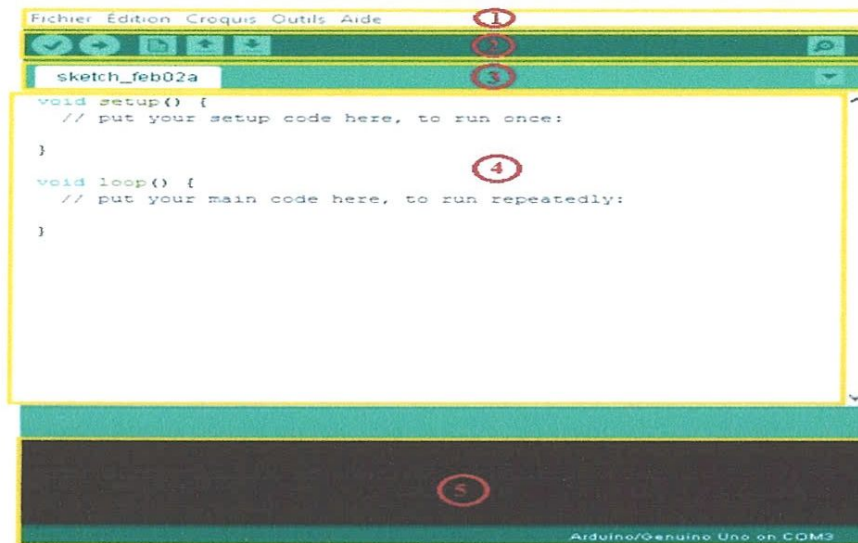 Fichier Édition Croquis Outils Aide 1
2
sketch_feb02a 3
void setup() {
// put your setup code here, to run once:
}
4
void loop() {
// put your main code here, to run repeatedly:
}
5
Arduino/Genuino Uno on COM3